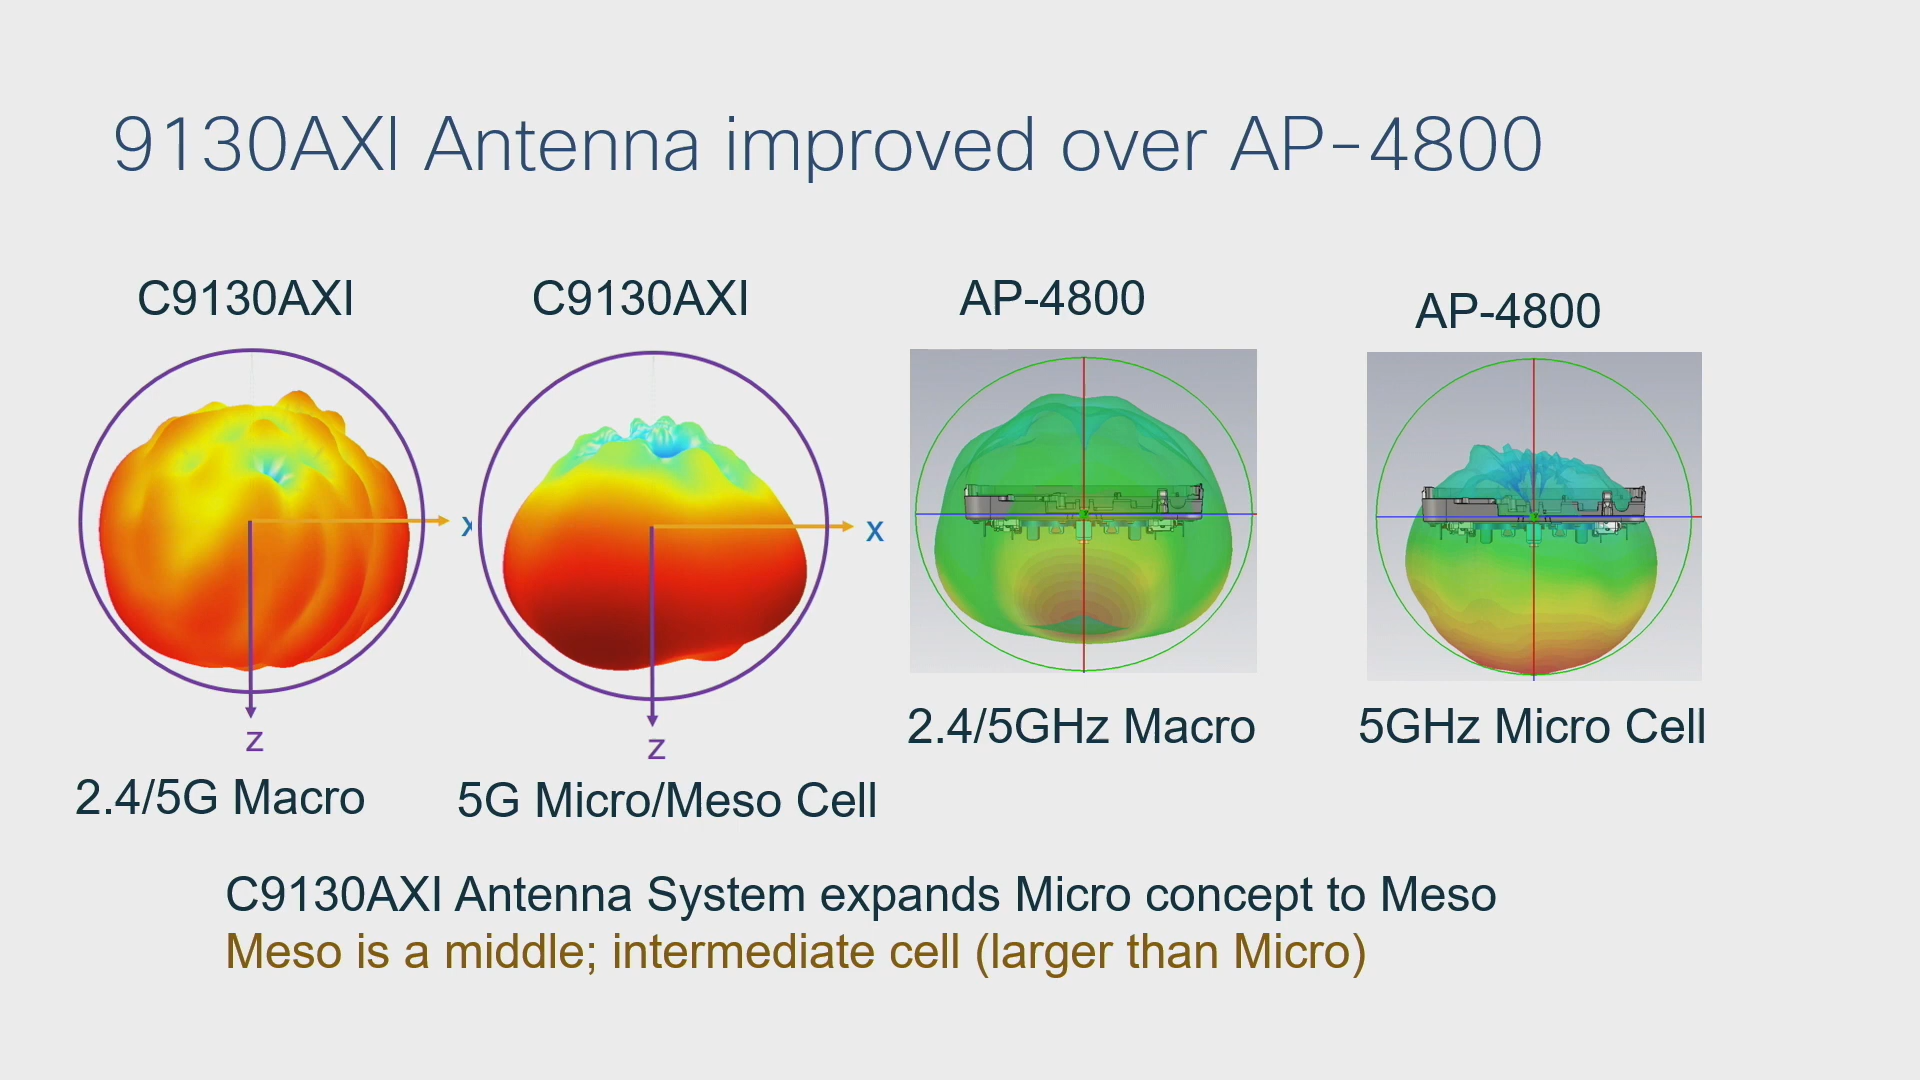 9130AXI Antenna improved over AP-4800
C9130AXI
C9130AXI
AP-4800
AP-4800
x
x
z
z
2.4/5G Macro
5G Micro/Meso Cell
2.4/5GHz Macro
5GHz Micro Cell
C9130AXI Antenna System expands Micro concept to Meso
Meso is a middle; intermediate cell (larger than Micro)